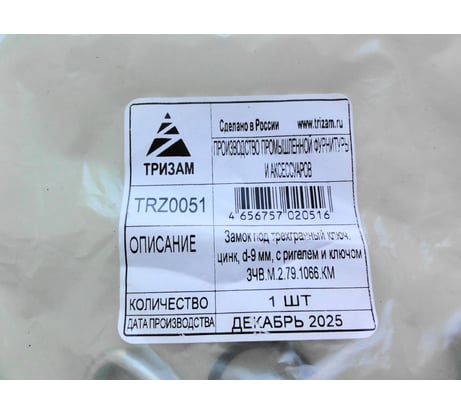 Сделано в России www.trizam.ru
ПРОИЗВОДСТВО ПРОМЫШЛЕННОЙ ФУРНИТУРЫ
И АКСЕССУАРОВ
ТРИЗАМ
TRZ0051
4 656757 020516
ОПИСАНИЕ
Замок под трехгранный ключ,
цинк, d-9 мм, с ригелем и ключом
ЗЧВ.М.2.79.1066.КМ
КОЛИЧЕСТВО
1 ШТ
ДАТА ПРОИЗВОДСТВА
ДЕКАБРЬ 2025